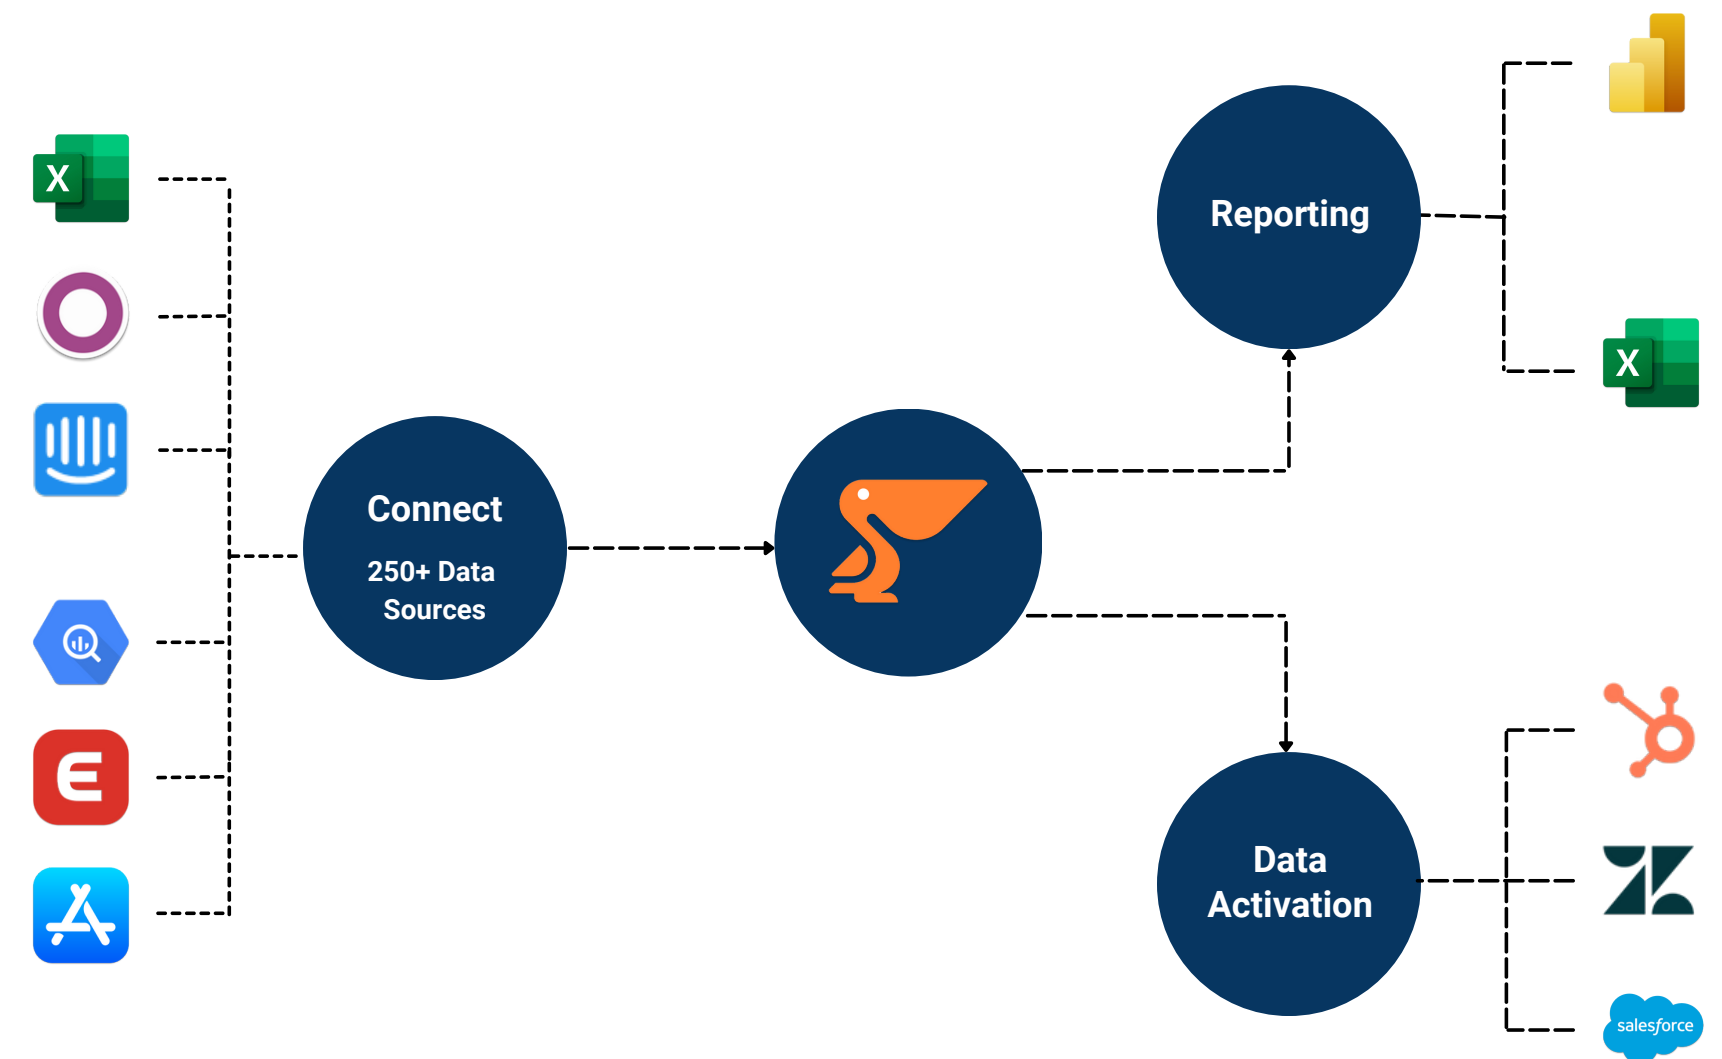 X
Connect
250+ Data
Sources
E
Reporting
X
Data
Activation
salesforce